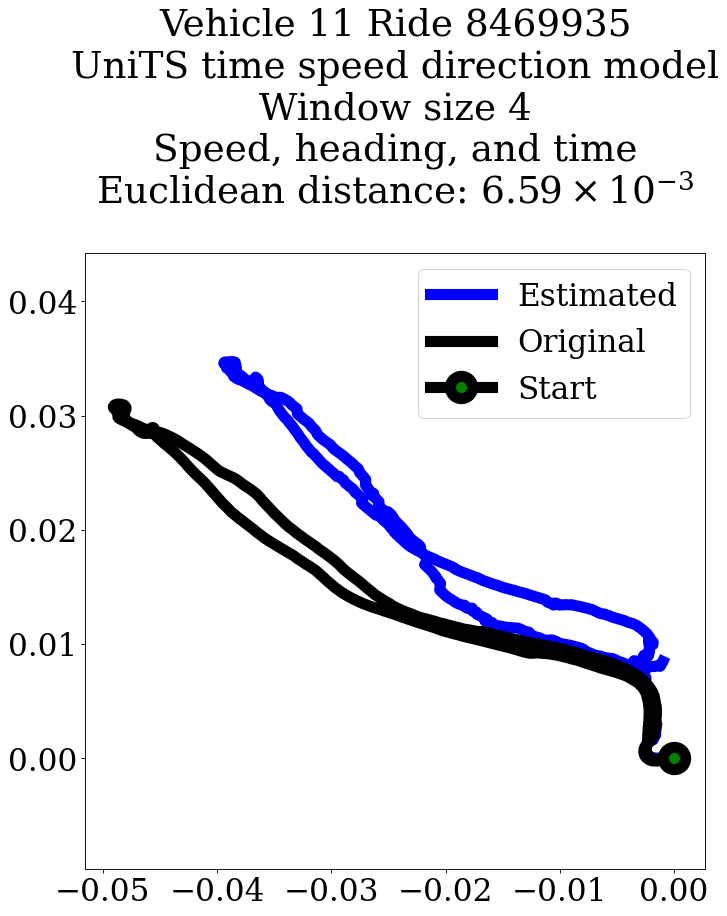 Vehicle 11 Ride 8469935
UniTS time speed direction model
Window size 4
Speed, heading, and time
Euclidean distance: 6.59 × 10⁻³
Estimated
Original
Start
0.04
0.03
0.02
0.01
0.00
−0.05 −0.04 −0.03 −0.02 −0.01 0.00